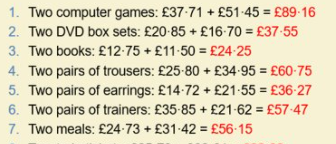 1. Two computer games: £37·71 + £51·45 = £89·16
2. Two DVD box sets: £20·85 + £16·70 = £37·55
3. Two books: £12·75 + £11·50 = £24·25
4. Two pairs of trousers: £25·80 + £34·95 = £60·75
5. Two pairs of earrings: £14·72 + £21·55 = £36·27
6. Two pairs of trainers: £35·85 + £21·62 = £57·47
7. Two meals: £24·73 + £31·42 = £56·15